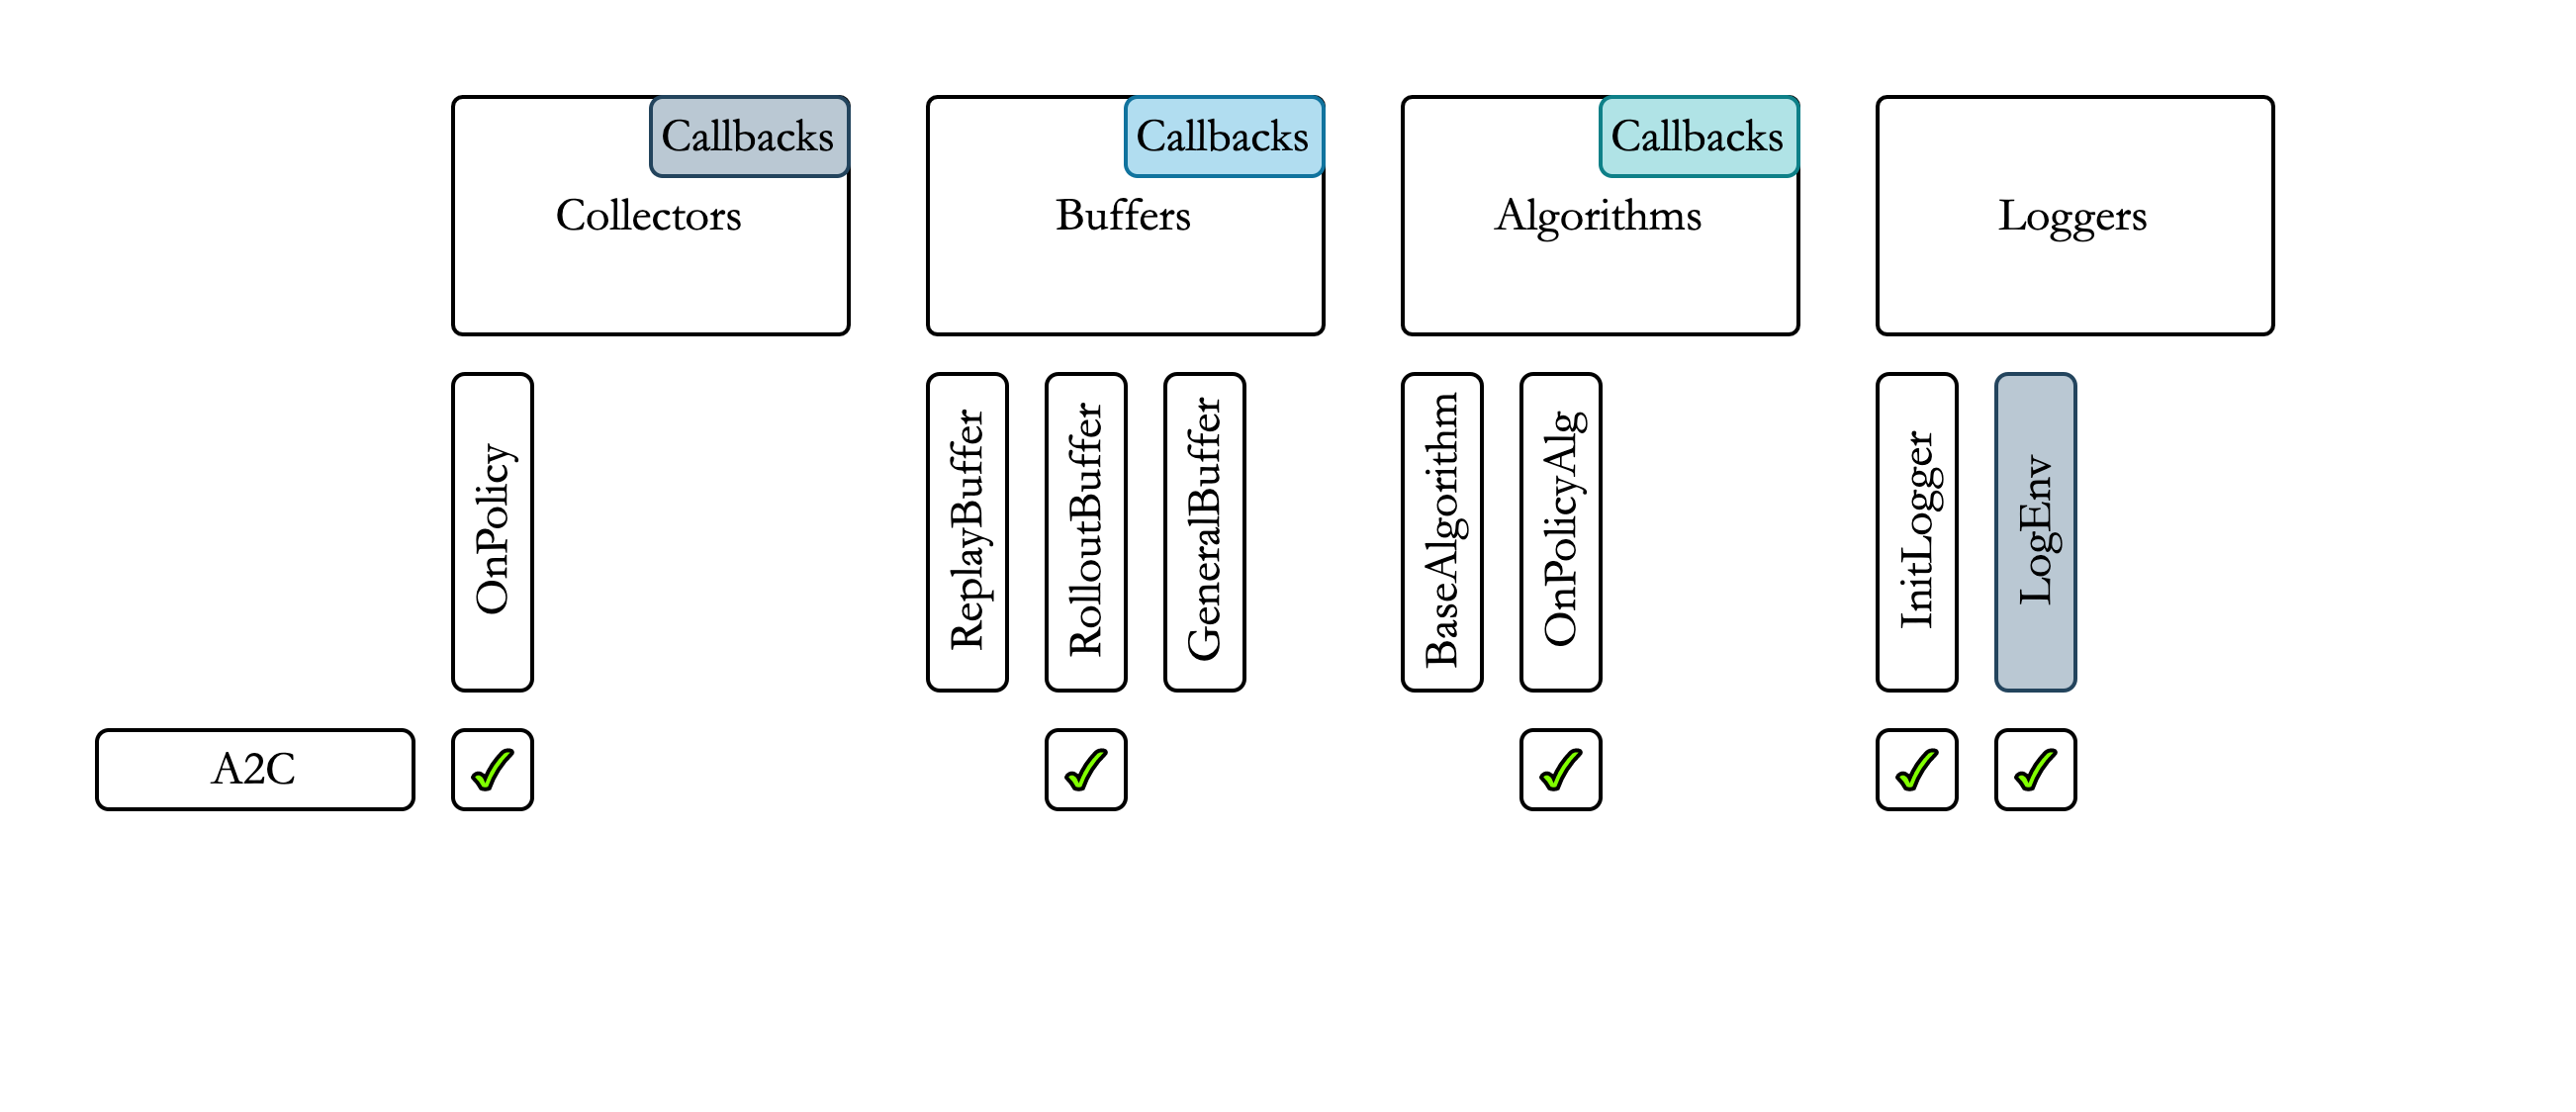 Callbacks
Collectors
Callbacks
Buffers
Callbacks
Algorithms
Loggers
OnPolicy
ReplayBuffer
RolloutBuffer
GeneralBuffer
BaseAlgorithm
OnPolicyAlg
InitLogger
LogEnv
A2C